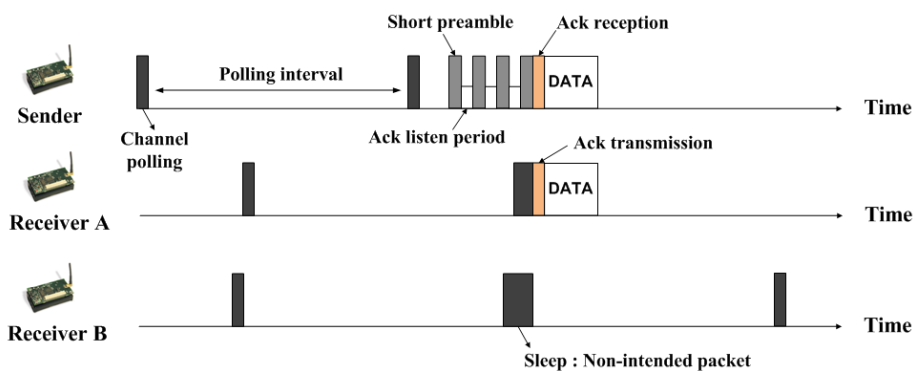 Short preamble
Ack reception
Polling interval
DATA
Sender
Time
Channel
polling
Ack listen period
Ack transmission
DATA
Receiver A
Time
Receiver B
Time
Sleep : Non-intended packet